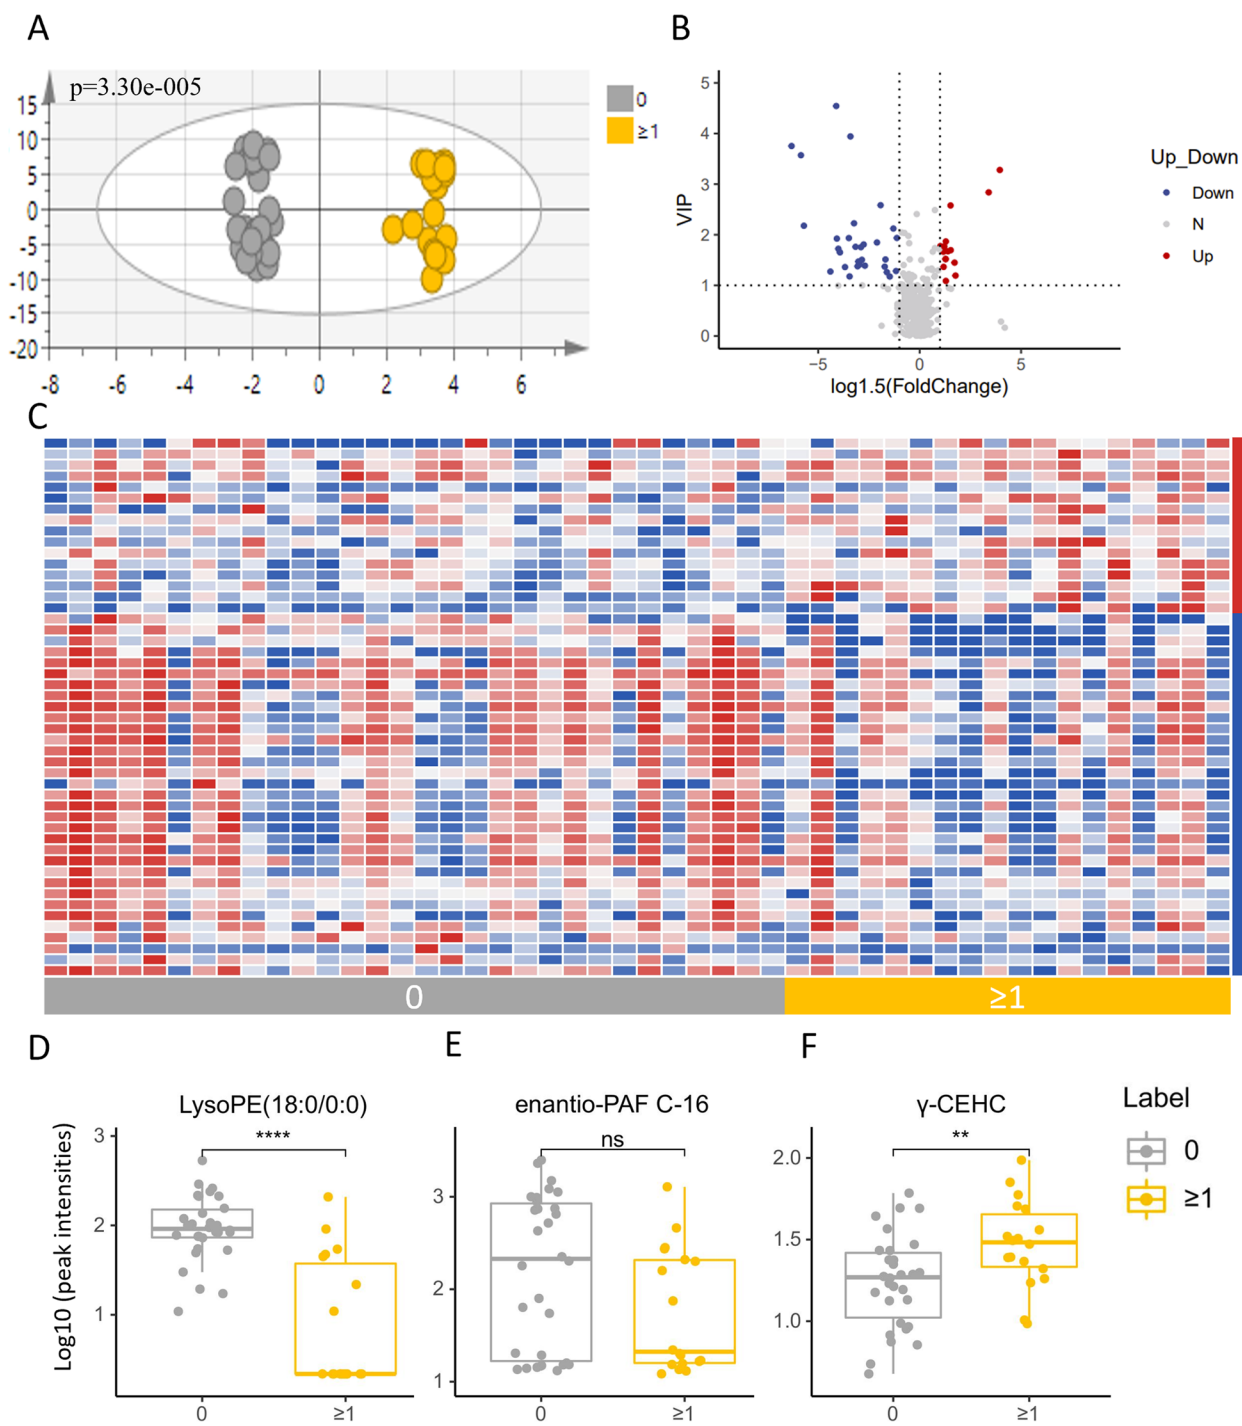 A
p=3.30e-005
15
10
5
0
-5
-10
-15
-20
-8 -6 -4 -2 0 2 4 6
0
≥1
B
VIP
5
4
3
2
1
0
−5 0 5
log1.5(FoldChange)
Up_Down
Down
N
Up
C
0 ≥1
D
LysoPE(18:0/0:0)
****
Log10 (peak intensities)
3
2
1
0 ≥1
E
enantio-PAF C-16
ns
3
2
1
0 ≥1
F
γ-CEHC
**
2.0
1.5
1.0
0 ≥1
Label
0
≥1